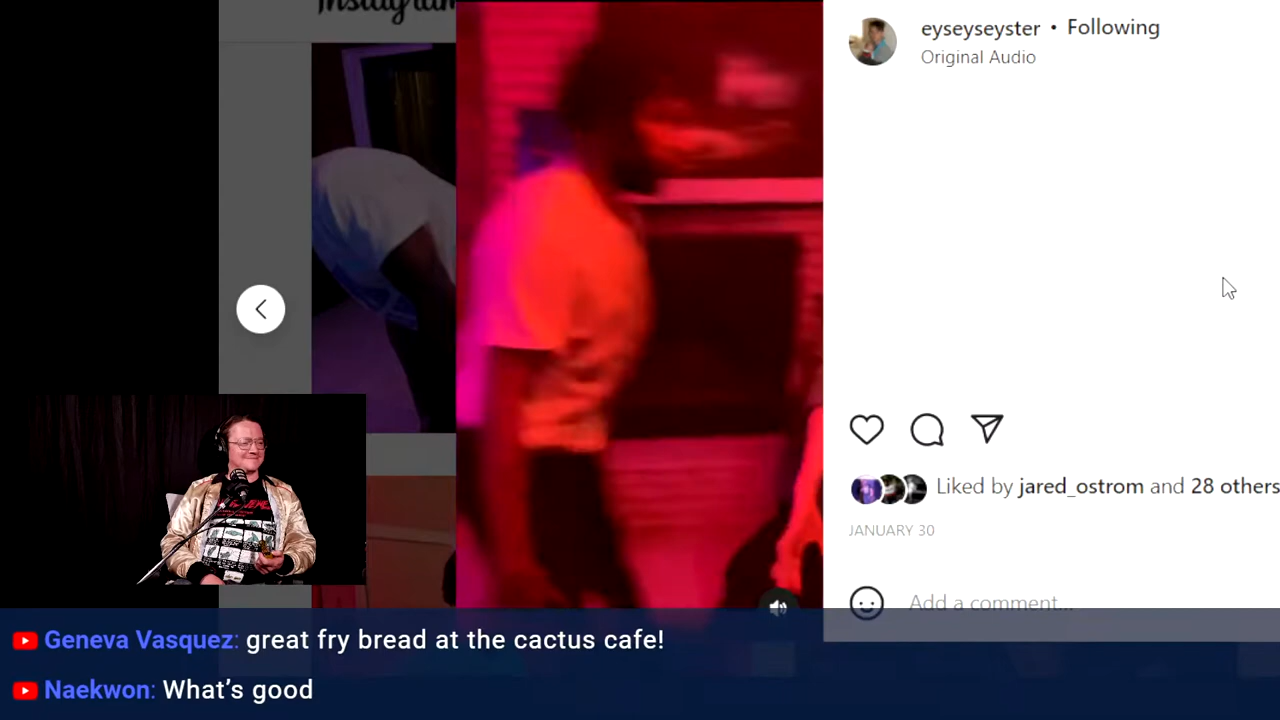 Instagram
eyseyseyster • Following
Original Audio
Liked by jared_ostrom and 28 others
JANUARY 30
Add a comment...
Geneva Vasquez: great fry bread at the cactus cafe!
Naekwon: What’s good